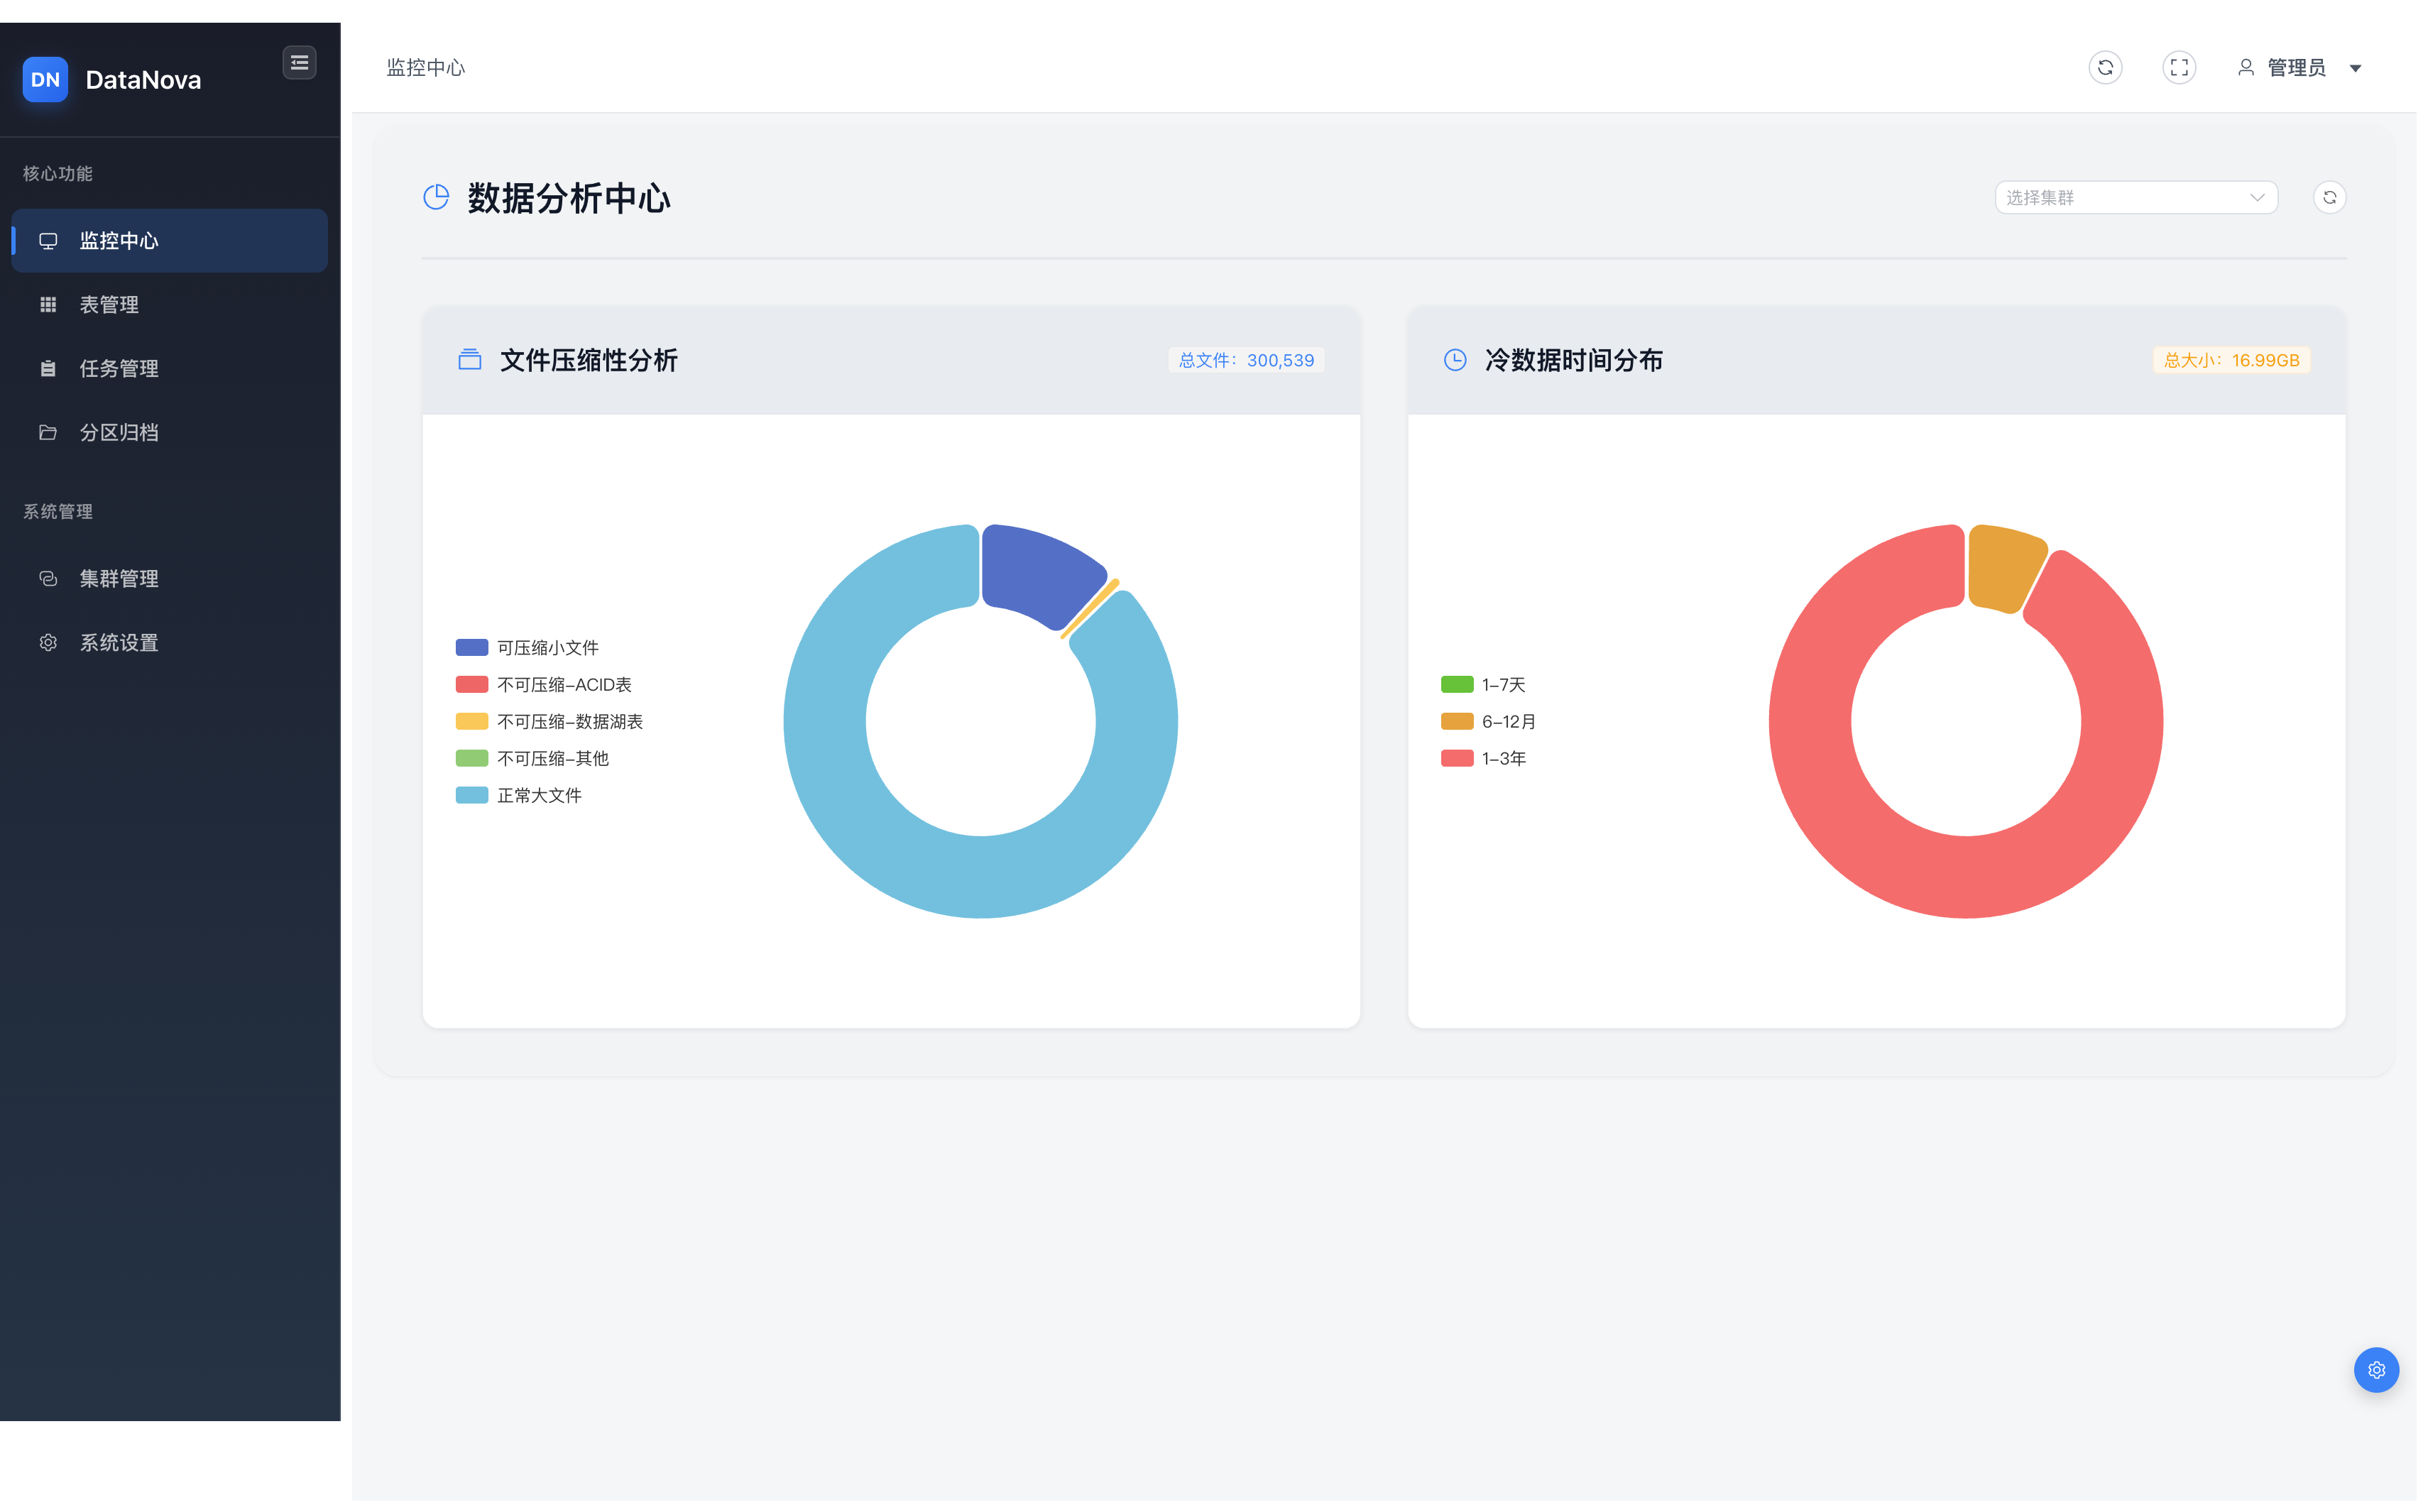 DN DataNova
核心功能
监控中心
表管理
任务管理
分区归档
系统管理
集群管理
系统设置
监控中心
管理员
数据分析中心
选择集群
文件压缩性分析
总文件：300,539
可压缩小文件
不可压缩-ACID表
不可压缩-数据湖表
不可压缩-其他
正常大文件
冷数据时间分布
总大小：16.99GB
1-7天
6-12月
1-3年